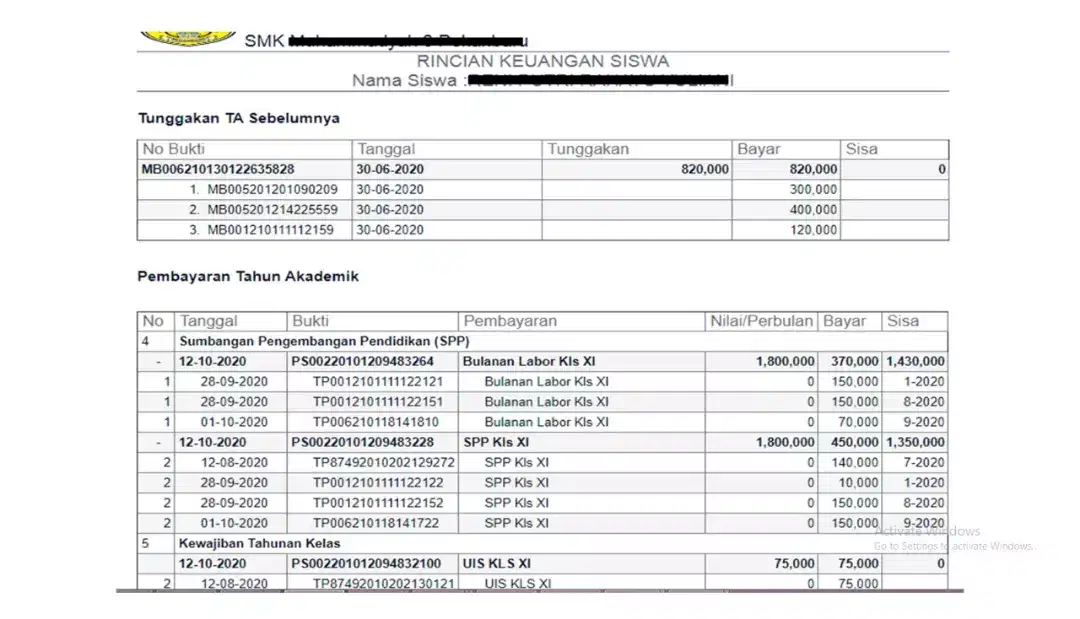 SMK
RINCIAN KEUANGAN SISWA
Nama Siswa :
Tunggakan TA Sebelumnya
No Bukti Tanggal Tunggakan Bayar Sisa
MB006210130122635828 30-06-2020 820,000 820,000 0
1. MB005201201090209 30-06-2020 300,000
2. MB005201214225559 30-06-2020 400,000
3. MB001210111112159 30-06-2020 120,000
Pembayaran Tahun Akademik
No Tanggal Bukti Pembayaran Nilai/Perbulan Bayar Sisa
4 Sumbangan Pengembangan Pendidikan (SPP)
- 12-10-2020 PS00220101209483264 Bulanan Labor Kls XI 1,800,000 370,000 1,430,000
1 28-09-2020 TP0012101111122121 Bulanan Labor Kls XI 0 150,000 1-2020
1 28-09-2020 TP0012101111122151 Bulanan Labor Kls XI 0 150,000 8-2020
1 01-10-2020 TP006210118141810 Bulanan Labor Kls XI 0 70,000 9-2020
- 12-10-2020 PS00220101209483228 SPP Kls XI 1,800,000 450,000 1,350,000
2 12-08-2020 TP87492010202129272 SPP Kls XI 0 140,000 7-2020
2 28-09-2020 TP0012101111122122 SPP Kls XI 0 10,000 1-2020
2 28-09-2020 TP0012101111122152 SPP Kls XI 0 150,000 8-2020
2 01-10-2020 TP006210118141722 SPP Kls XI 0 150,000 9-2020
Activate Windows
Go to Settings to activate Windows.
5 Kewajiban Tahunan Kelas
12-10-2020 PS002201012094832100 UIS KLS XI 75,000 75,000 0
2 12-08-2020 TP87492010202130121 UIS KLS XI 0 75,000